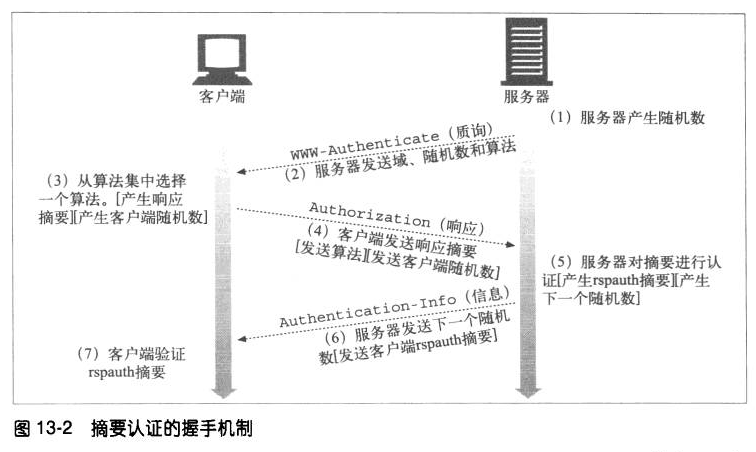 客户端
服务器
(1) 服务器产生随机数
WWW-Authenticate（质询）
(2) 服务器发送域、随机数和算法
(3) 从算法集中选择
一个算法。[产生响应
摘要][产生客户端随机数]
Authorization（响应）
(4) 客户端发送响应摘要
[发送算法][发送客户端随机数]
(5) 服务器对摘要进行认
证[产生rspauth摘要][产生
下一个随机数]
Authentication-Info（信息）
(6) 服务器发送下一个随机
数[发送客户端rspauth摘要]
(7) 客户端验证
rspauth摘要
图 13-2 摘要认证的握手机制